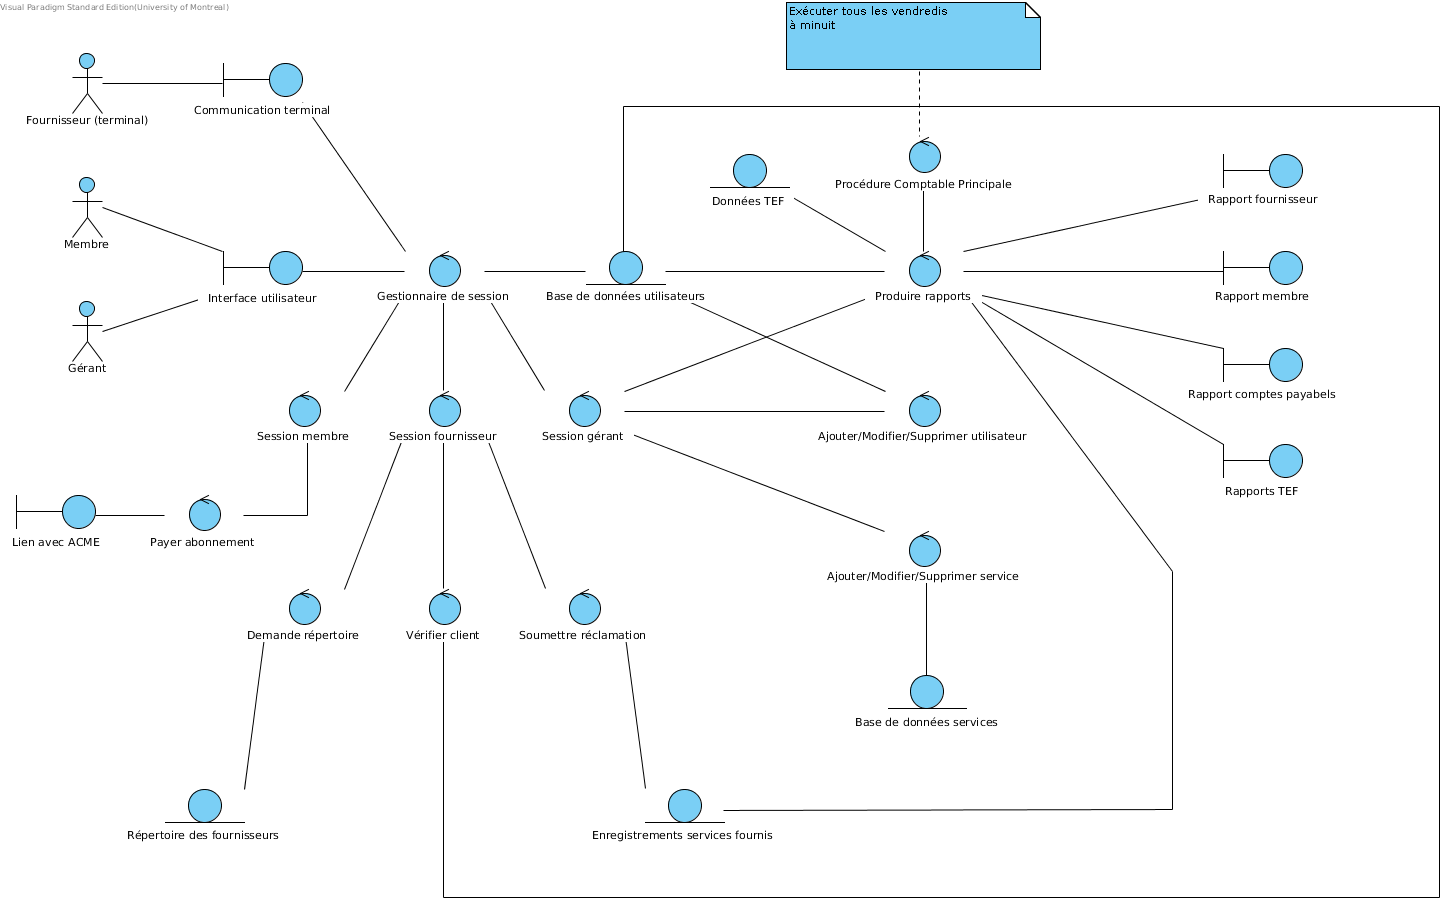 Visual Paradigm Standard Edition(University of Montreal)
Exécuter tous les vendredis
à minuit
Fournisseur (terminal)
Communication terminal
Procédure Comptable Principale
Données TEF
Rapport fournisseur
Membre
Interface utilisateur
Gestionnaire de session
Base de données utilisateurs
Produire rapports
Rapport membre
Gérant
Rapport comptes payabels
Session membre
Session fournisseur
Session gérant
Ajouter/Modifier/Supprimer utilisateur
Rapports TEF
Lien avec ACME
Payer abonnement
Ajouter/Modifier/Supprimer service
Demande répertoire
Vérifier client
Soumettre réclamation
Base de données services
Répertoire des fournisseurs
Enregistrements services fournis